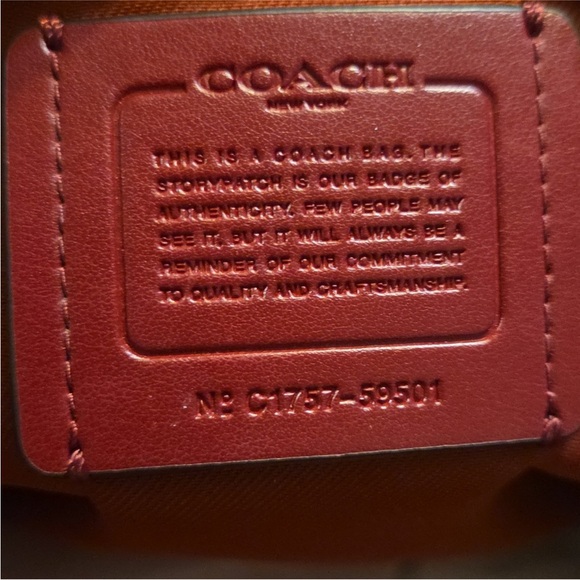 COACH
NEW YORK
THIS IS A COACH BAG. THE
STORYPATCH IS OUR BADGE OF
AUTHENTICITY. FEW PEOPLE MAY
SEE IT, BUT IT WILL ALWAYS BE A
REMINDER OF OUR COMMITMENT
TO QUALITY AND CRAFTSMANSHIP.
Nº C1757-59501